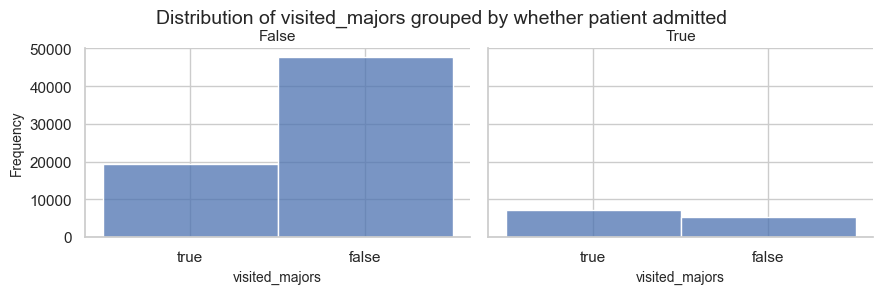 Distribution of visited_majors grouped by whether patient admitted
False
True
50000
40000
30000
20000
10000
0
Frequency
true
false
true
false
visited_majors
visited_majors